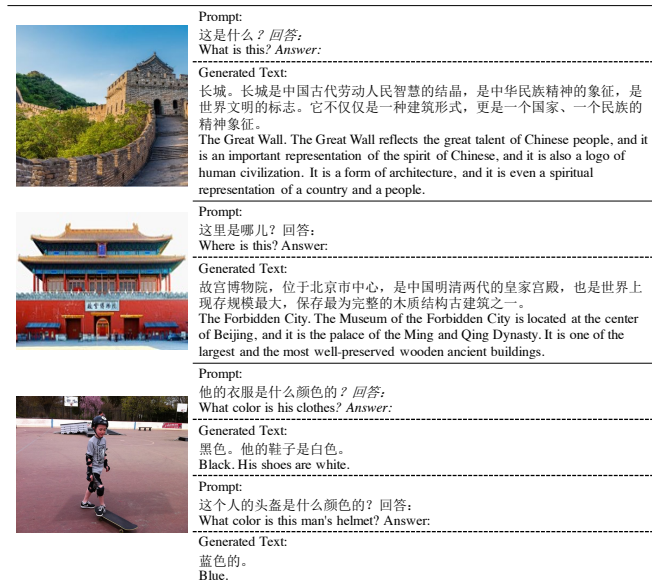 Prompt:
这是什么？回答：
What is this? Answer:
Generated Text:
长城。长城是中国古代劳动人民智慧的结晶，是中华民族精神的象征，是
世界文明的标志。它不仅仅是一种建筑形式，更是一个国家、一个民族的
精神象征。
The Great Wall. The Great Wall reflects the great talent of Chinese people, and it
is an important representation of the spirit of Chinese, and it is also a logo of
human civilization. It is a form of architecture, and it is even a spiritual
representation of a country and a people.
Prompt:
这里是哪儿？回答：
Where is this? Answer:
Generated Text:
故宫博物院，位于北京市中心，是中国明清两代的皇家宫殿，也是世界上
现存规模最大，保存最为完整的木质结构古建筑之一。
The Forbidden City. The Museum of the Forbidden City is located at the center
of Beijing, and it is the palace of the Ming and Qing Dynasty. It is one of the
largest and the most well-preserved wooden ancient buildings.
故宫博物院
Prompt:
他的衣服是什么颜色的？回答：
What color is his clothes? Answer:
Generated Text:
黑色。他的鞋子是白色。
Black. His shoes are white.
Prompt:
这个人的头盔是什么颜色的？回答：
What color is this man's helmet? Answer:
Generated Text:
蓝色的。
Blue.